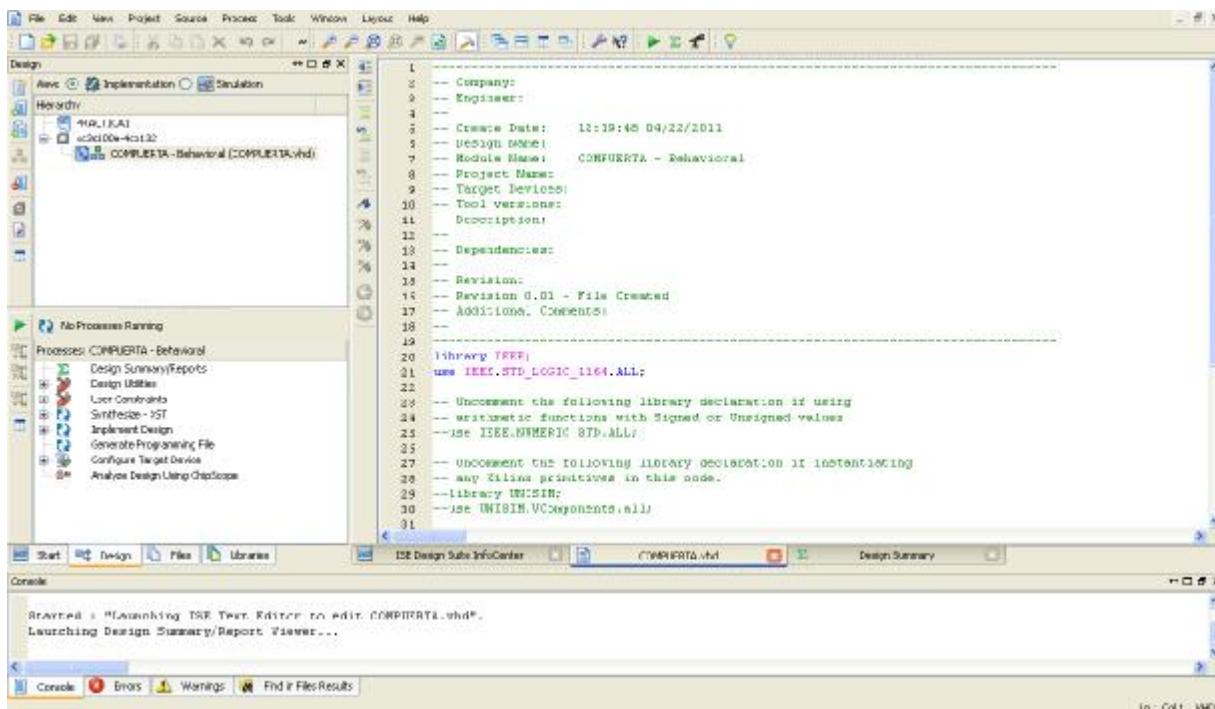 File Edit View Project Source Process Tools Window Layout Help
Design
View: Implementation Simulation
Hierarchy
COMPUERTA - Behavioral (COMPUERTA.vhd)
No Processes Running
Processes: COMPUERTA - Behavioral
Design Summary/Reports
Design Utilities
User Constraints
Synthesize - XST
Implement Design
Generate Programming File
Configure Target Device
Analyze Design Using ChipScope
Start Design Files Libraries
1 --
2 -- Company:
3 -- Engineer:
4 --
5 -- Create Date: 12:39:48 04/22/2011
6 -- Design Name:
7 -- Module Name: COMPUERTA - Behavioral
8 -- Project Name:
9 -- Target Devices:
10 -- Tool versions:
11 -- Description:
12 --
13 -- Dependencies:
14 --
15 -- Revision:
16 -- Revision 0.01 - File Created
17 -- Additional Comments:
18 --
19 --
20 library IEEE;
21 use IEEE.STD_LOGIC_1164.ALL;
22
23 -- Uncomment the following library declaration if using
24 -- arithmetic functions with Signed or Unsigned values
25 --use IEEE.NUMERIC_STD.ALL;
26
27 -- Uncomment the following library declaration if instantiating
28 -- any Xilinx primitives in this code.
29 --library UNISIM;
30 --use UNISIM.VComponents.all;
31
ISE Design Suite InfoCenter COMPUERTA.vhd Design Summary
Console
Started : "Launching ISE Text Editor to edit COMPUERTA.vhd".
Launching Design Summary/Report Viewer...
Console Errors Warnings Find in Files Results